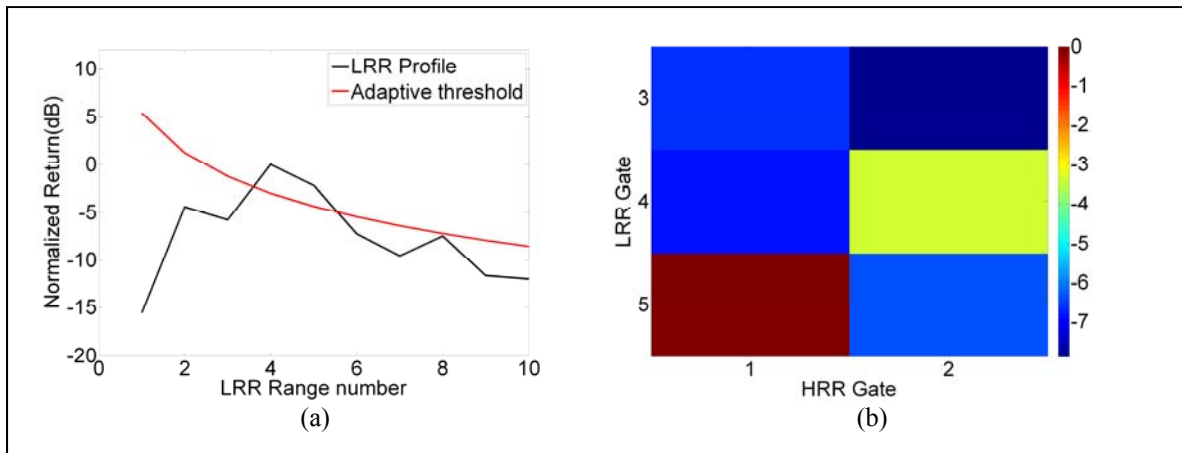 10
5
0
-5
-10
-15
-20
Normalized Return(dB)
LRR Profile
Adaptive threshold
0 2 4 6 8 10
LRR Range number
(a)
LRR Gate
3
4
5
1 2
HRR Gate
0
-1
-2
-3
-4
-5
-6
-7
(b)